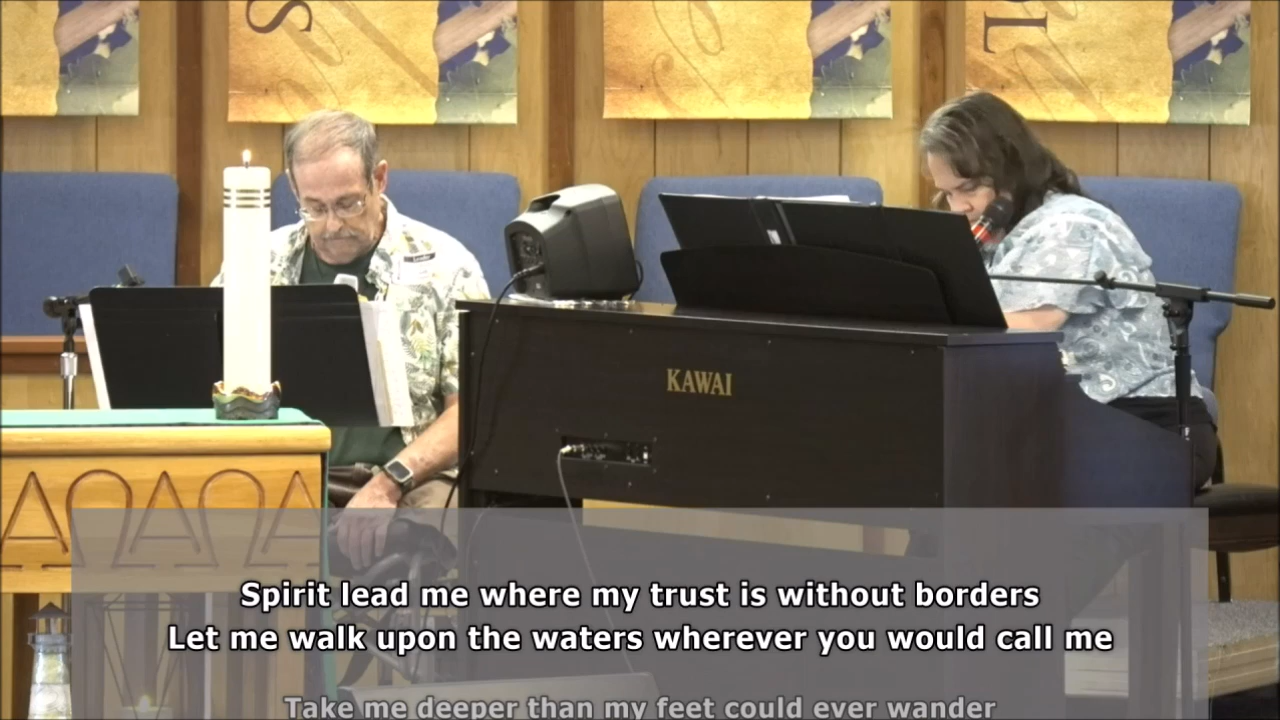 S
OL
KAWAI
Spirit lead me where my trust is without borders
Let me walk upon the waters wherever you would call me
Take me deeper than my feet could ever wander